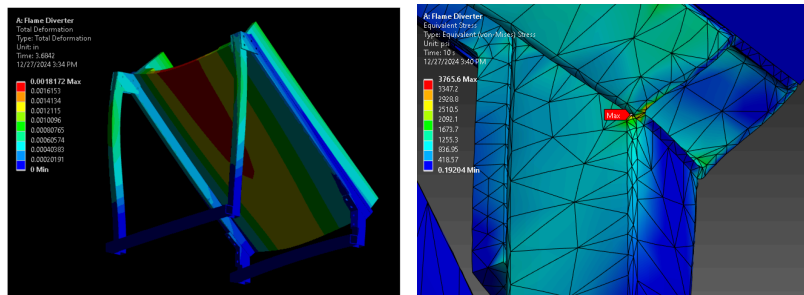 A: Flame Diverter
Total Deformation
Type: Total Deformation
Unit: in
Time: 3.6842
12/27/2024 3:34 PM
0.0018172 Max
0.0016153
0.0014134
0.0012115
0.0010096
0.00080765
0.00060574
0.00040383
0.00020191
0 Min
A: Flame Diverter
Equivalent Stress
Type: Equivalent (von-Mises) Stress
Unit: psi
Time: 10 s
12/27/2024 3:40 PM
3765.6 Max
3347.2
2928.8
2510.5
2092.1
1673.7
1255.3
836.95
418.57
0.19204 Min
Max